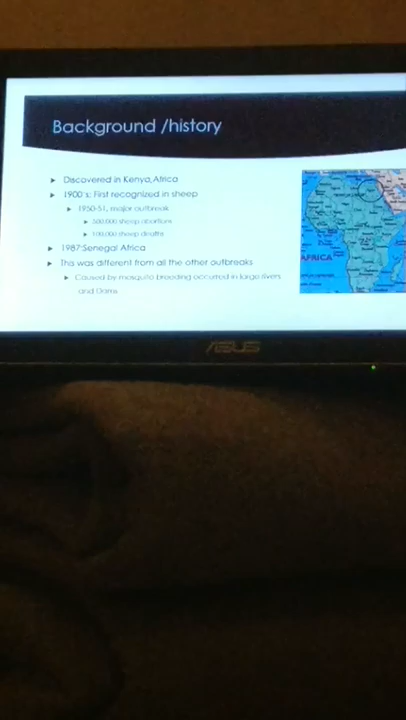 Background /history
Discovered in Kenya,Africa
1900's: First recognized in sheep
1950-51, major outbreak
500,000 sheep abortions
100,000 sheep deaths
1987:Senegal Africa
This was different from all the other outbreaks
Caused by mosquito breeding occurred in large rivers
and Dams
AFRICA
ASUS